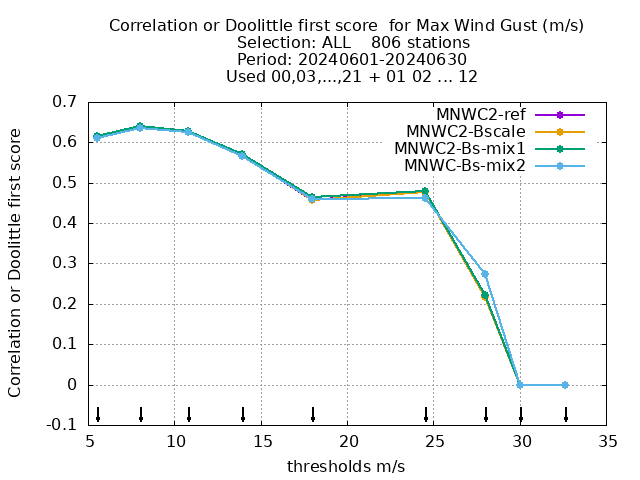 Correlation or Doolittle first score  for Max Wind Gust (m/s)
Selection: ALL    806 stations
Period: 20240601-20240630
Used 00,03,...,21 + 01 02 ... 12
Correlation or Doolittle first score
0.7
0.6
0.5
0.4
0.3
0.2
0.1
0
-0.1
MNWC2-ref
MNWC2-Bscale
MNWC2-Bs-mix1
MNWC-Bs-mix2
5 10 15 20 25 30 35
thresholds m/s